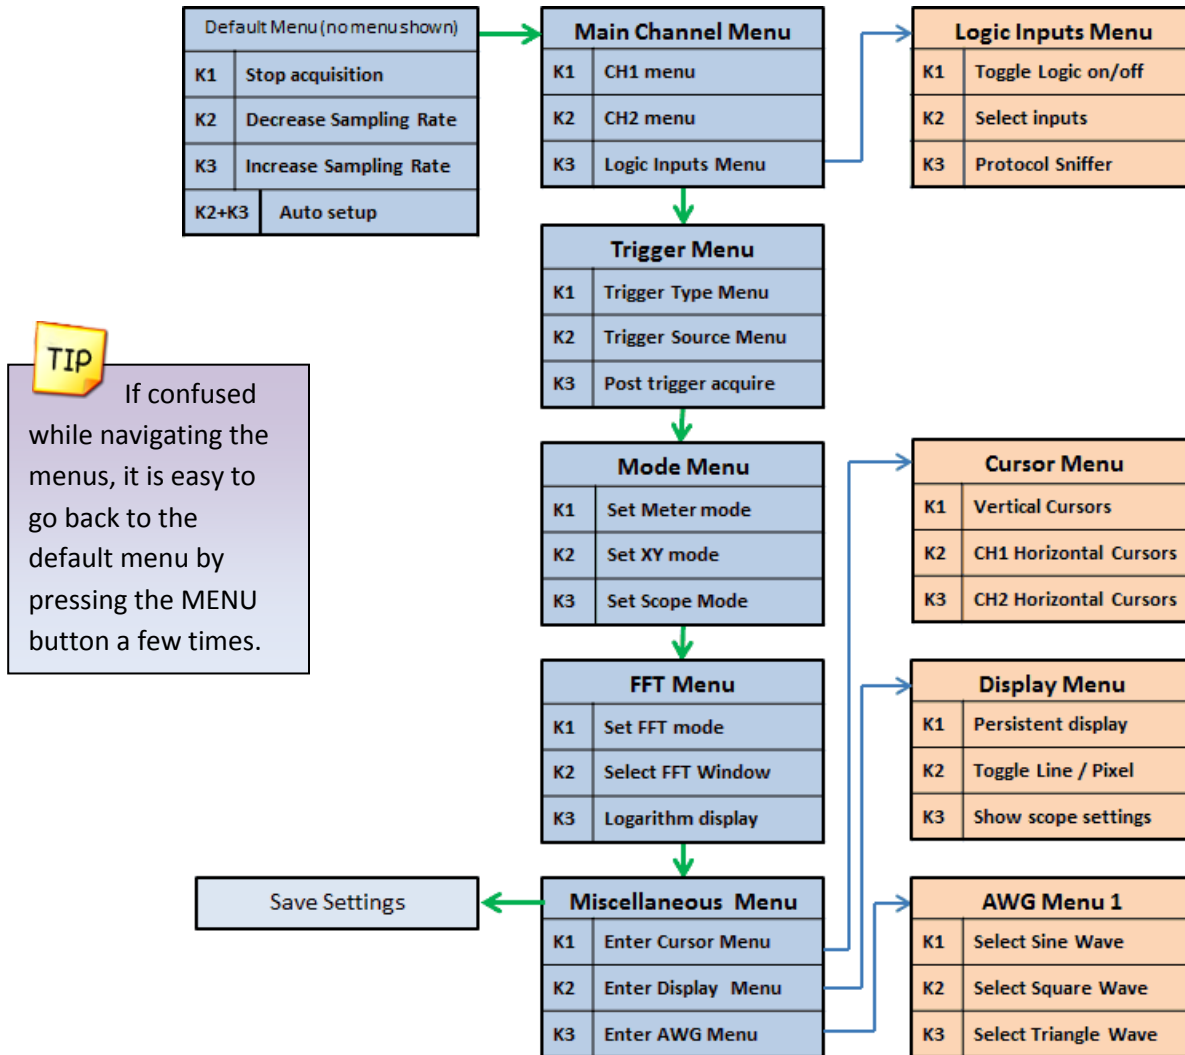 Default Menu (no menu shown)
K1 Stop acquisition
K2 Decrease Sampling Rate
K3 Increase Sampling Rate
K2+K3 Auto setup
Main Channel Menu
K1 CH1 menu
K2 CH2 menu
K3 Logic Inputs Menu
Logic Inputs Menu
K1 Toggle Logic on/off
K2 Select inputs
K3 Protocol Sniffer
Trigger Menu
K1 Trigger Type Menu
K2 Trigger Source Menu
K3 Post trigger acquire
TIP
If confused
while navigating the
menus, it is easy to
go back to the
default menu by
pressing the MENU
button a few times.
Mode Menu
K1 Set Meter mode
K2 Set XY mode
K3 Set Scope Mode
Cursor Menu
K1 Vertical Cursors
K2 CH1 Horizontal Cursors
K3 CH2 Horizontal Cursors
FFT Menu
K1 Set FFT mode
K2 Select FFT Window
K3 Logarithm display
Display Menu
K1 Persistent display
K2 Toggle Line / Pixel
K3 Show scope settings
Save Settings
Miscellaneous Menu
K1 Enter Cursor Menu
K2 Enter Display Menu
K3 Enter AWG Menu
AWG Menu 1
K1 Select Sine Wave
K2 Select Square Wave
K3 Select Triangle Wave